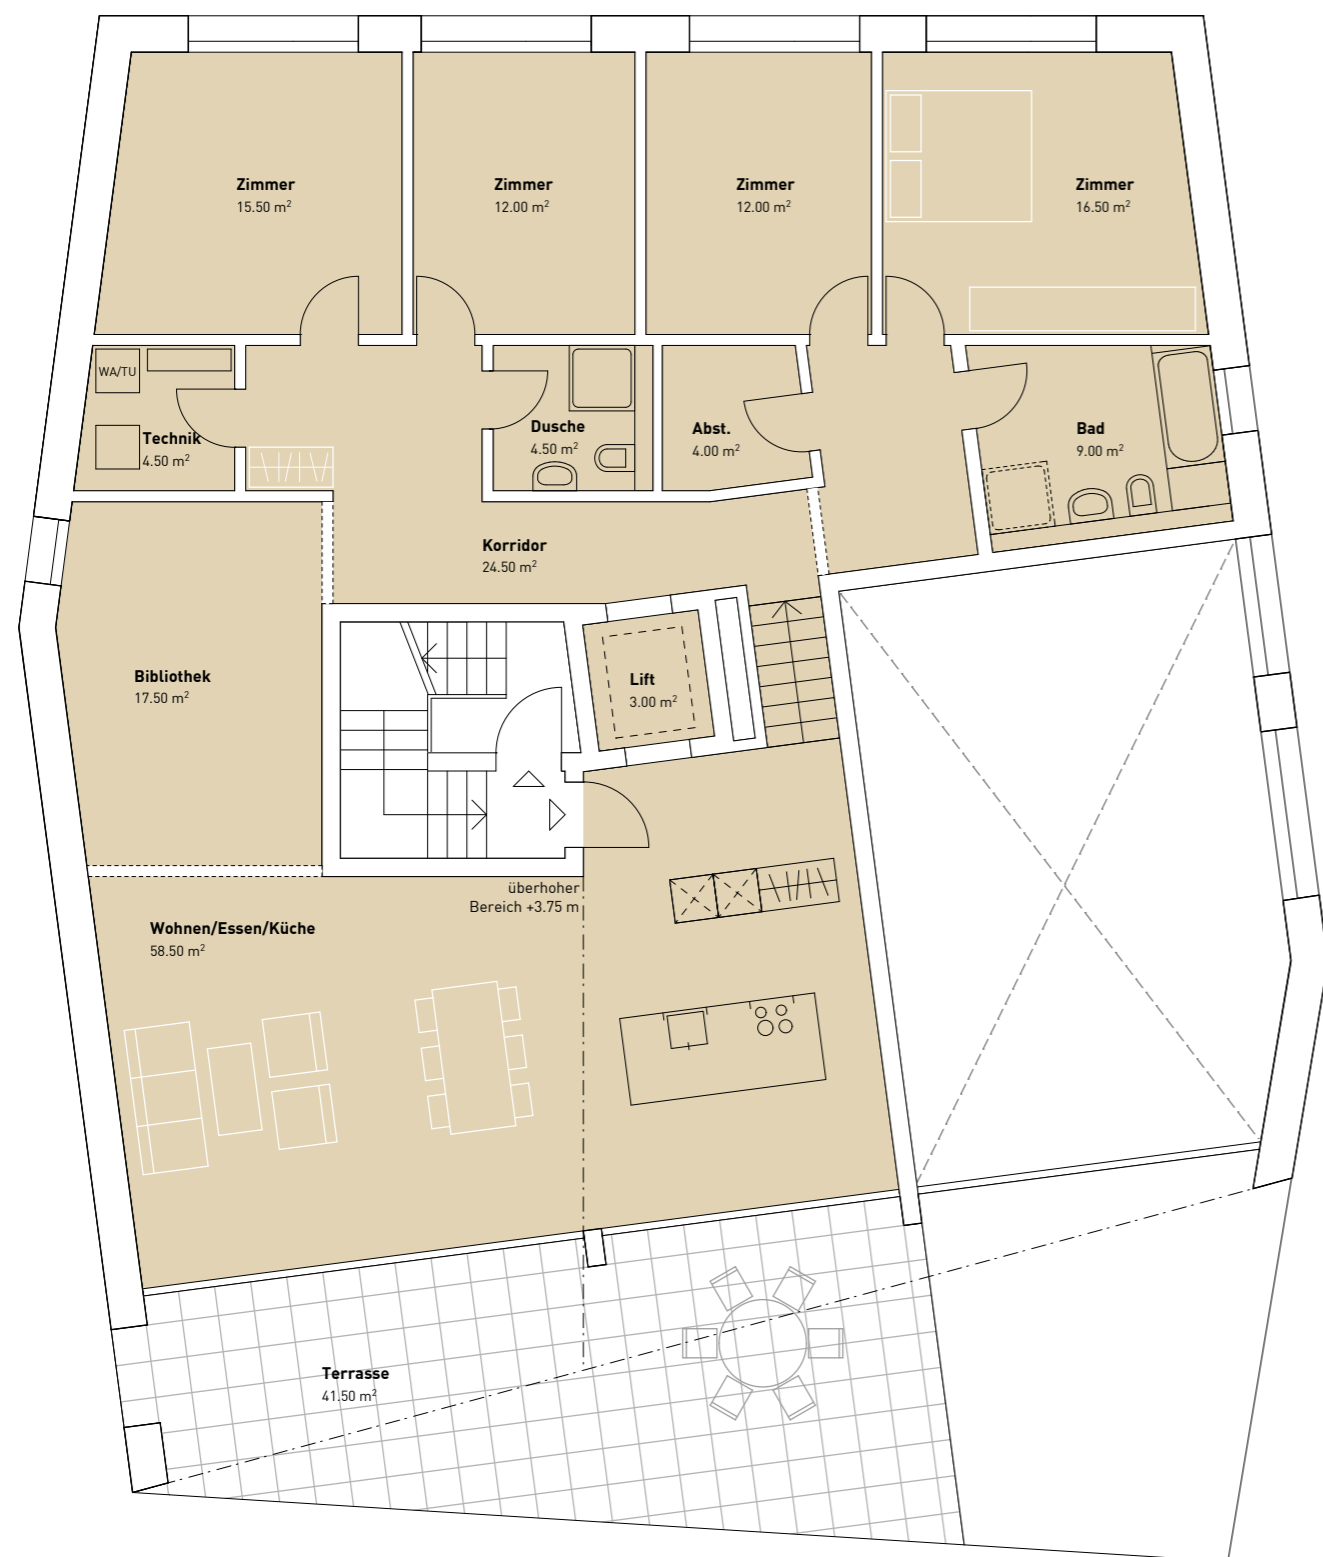 Zimmer
15.50 m²
Zimmer
12.00 m²
Zimmer
12.00 m²
Zimmer
16.50 m²
WA/TU
Technik
4.50 m²
Dusche
4.50 m²
Abst.
4.00 m²
Bad
9.00 m²
Korridor
24.50 m²
Bibliothek
17.50 m²
Lift
3.00 m²
überhoher
Bereich +3.75 m
Wohnen/Essen/Küche
58.50 m²
Terrasse
41.50 m²